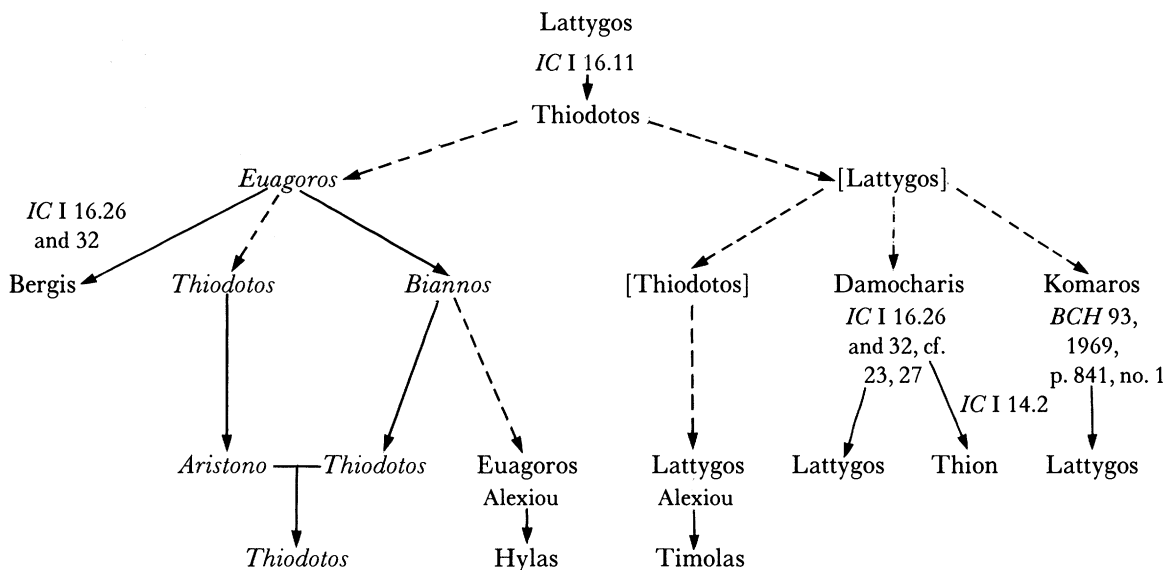 Lattygos
IC I 16.11
Thiodotos
Euagoros
[Lattygos]
IC I 16.26
and 32
Bergis
Thiodotos
Biannos
[Thiodotos]
Damocharis
Komaros
IC I 16.26
and 32, cf.
23, 27
BCH 93,
1969,
p. 841, no. 1
IC I 14.2
Aristono
Thiodotos
Euagoros
Lattygos
Lattygos
Thion
Lattygos
Alexiou
Alexiou
Thiodotos
Hylas
Timolas